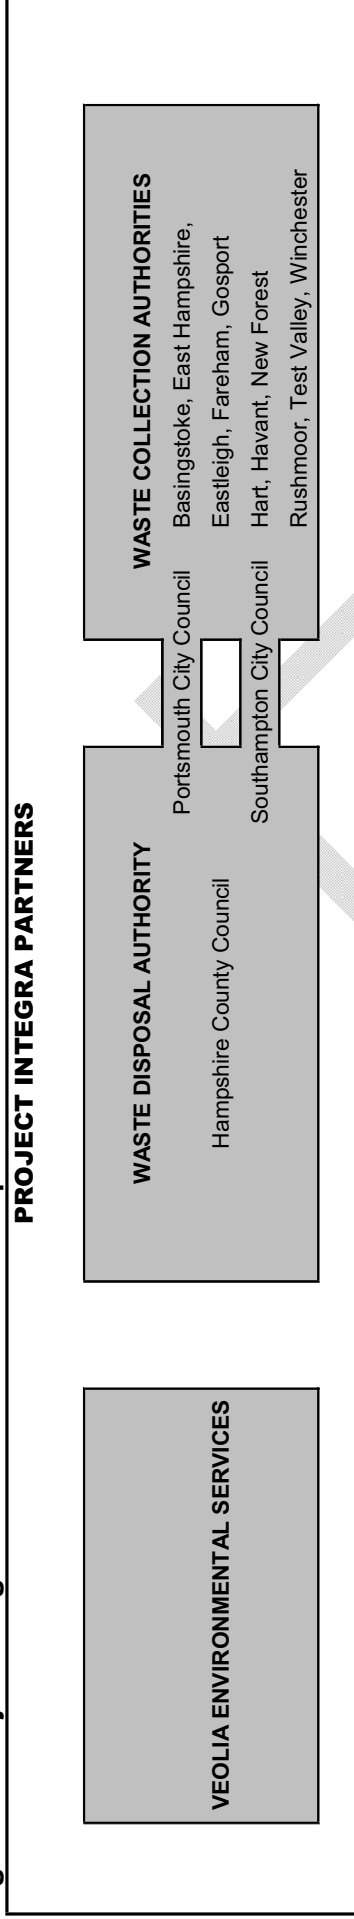 PROJECT INTEGRA PARTNERS
VEOLIA ENVIRONMENTAL SERVICES
WASTE DISPOSAL AUTHORITY
Hampshire County Council
Portsmouth City Council
Southampton City Council
WASTE COLLECTION AUTHORITIES
Basingstoke, East Hampshire,
Eastleigh, Fareham, Gosport
Hart, Havant, New Forest
Rushmoor, Test Valley, Winchester